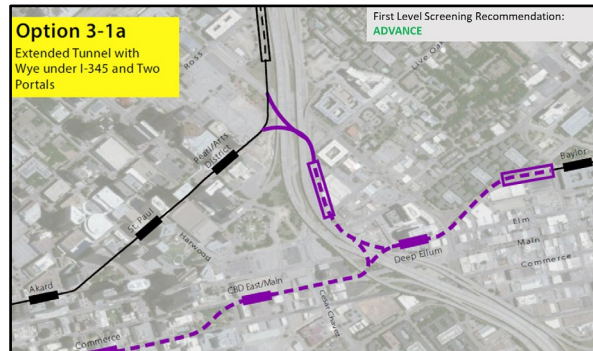 Option 3-1a
Extended Tunnel with
Wye under I-345 and Two
Portals
First Level Screening Recommendation:
ADVANCE
Ross
Live Oak
Pearl/Arts
District
St. Paul
Harwood
Akard
Baylor
Elm
Main
Commerce
Deep Ellum
CBD East/Main
Cesar Chavez
Commerce